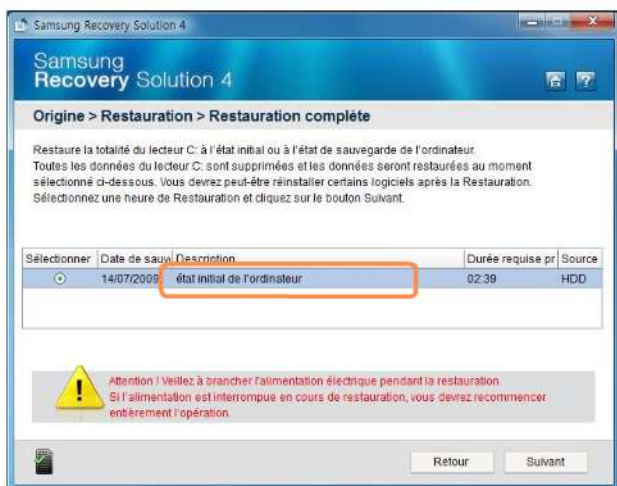 Samsung Recovery Solution 4
Samsung
Recovery Solution 4
Origine > Restauration > Restauration complète
Restaure la totalité du lecteur C: à l'état initial ou à l'état de sauvegarde de l'ordinateur.
Toutes les données du lecteur C: sont supprimées et les données seront restaurées au moment
sélectionné ci-dessous. Vous devrez peut-être réinstaller certains logiciels après la Restauration.
Sélectionnez une heure de Restauration et cliquez sur le bouton Suivant.
Sélectionner Date de sauv Description Durée requise pr Source
14/07/2009 état initial de l'ordinateur 02:39 HDD
Attention ! Veillez à brancher l'alimentation électrique pendant la restauration.
Si l'alimentation est interrompue en cours de restauration, vous devrez recommencer
entièrement l'opération.
Retour Suivant